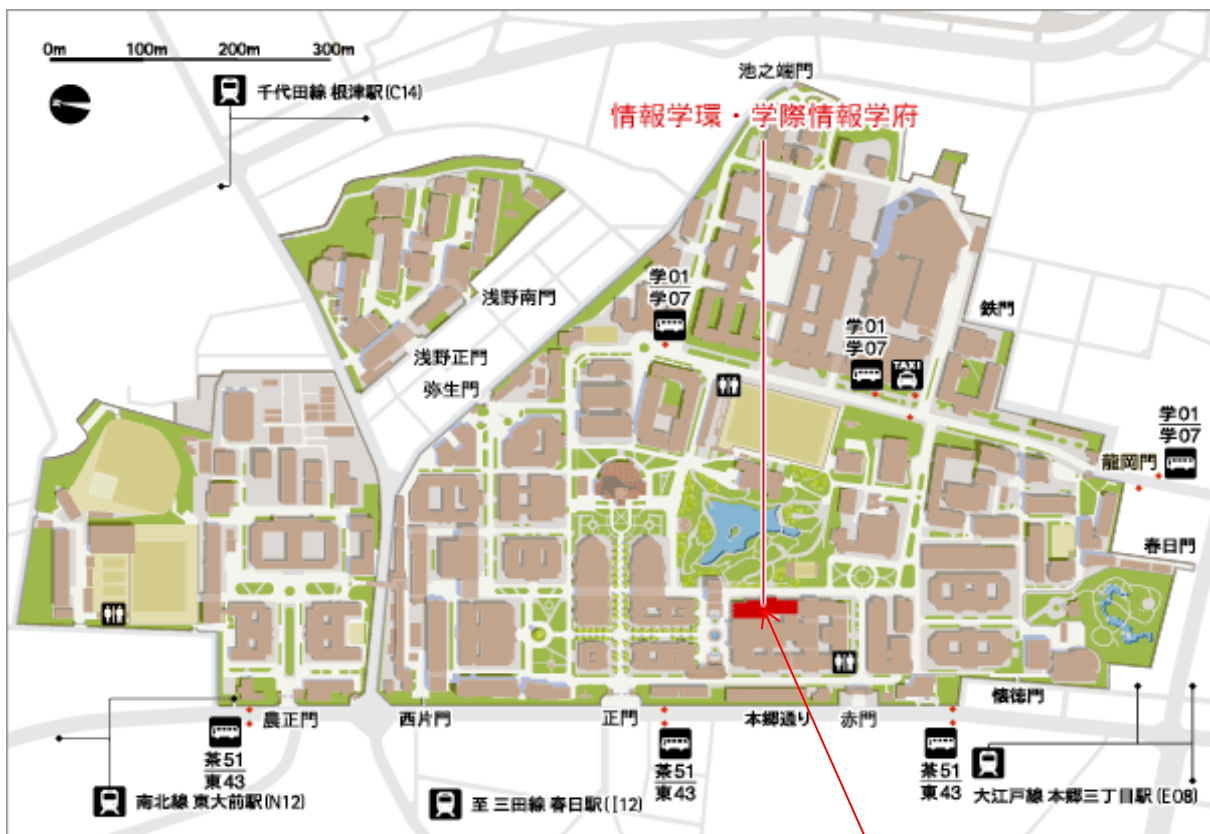 0m 100m 200m 300m
千代田線 根津駅(C14)
池之端門
情報学環・学際情報学府
浅野南門
学01
学07
鉄門
学01
学07
TAXI
浅野正門
弥生門
学01
学07
龍岡門
春日門
懐徳門
農正門
西片門
正門
本郷通り
赤門
茶51
東43
茶51
東43
茶51
東43
南北線 東大前駅(N12)
至 三田線 春日駅(I12)
大江戸線 本郷三丁目駅(E08)